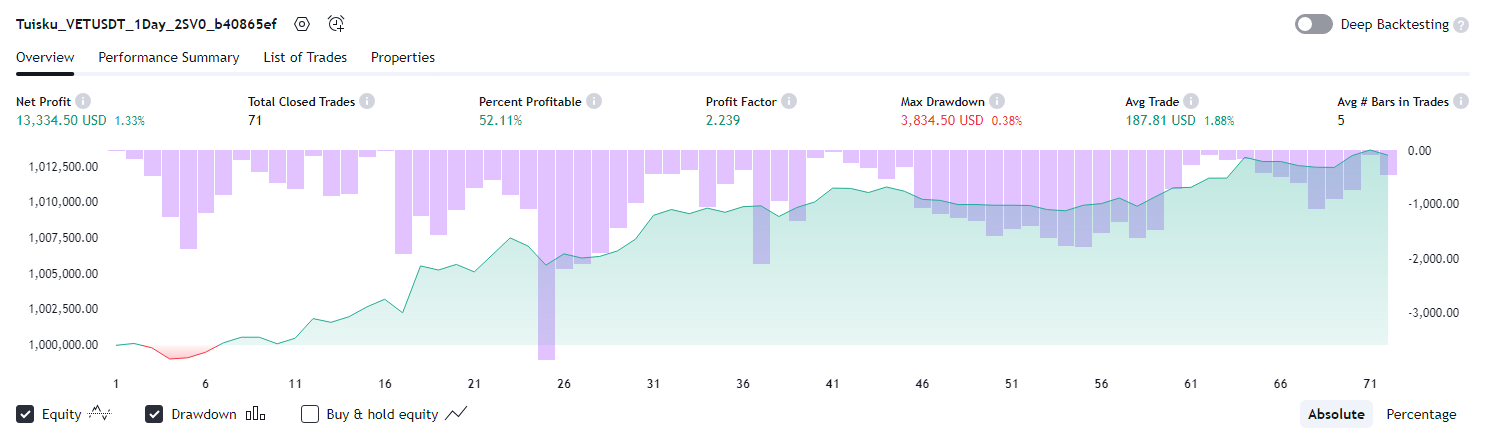 Tuisku_VETUSDT_1Day_2SV0_b40865ef
Deep Backtesting ?
Overview Performance Summary List of Trades Properties
Net Profit i Total Closed Trades i Percent Profitable i Profit Factor i Max Drawdown i Avg Trade i Avg # Bars in Trades i
13,334.50 USD 1.33% 71 52.11% 2.239 3,834.50 USD 0.38% 187.81 USD 1.88% 5
0.00
1,012,500.00
1,010,000.00 -1,000.00
1,007,500.00
-2,000.00
1,005,000.00
1,002,500.00 -3,000.00
1,000,000.00
1 6 11 16 21 26 31 36 41 46 51 56 61 66 71
Equity Drawdown Buy & hold equity Absolute Percentage